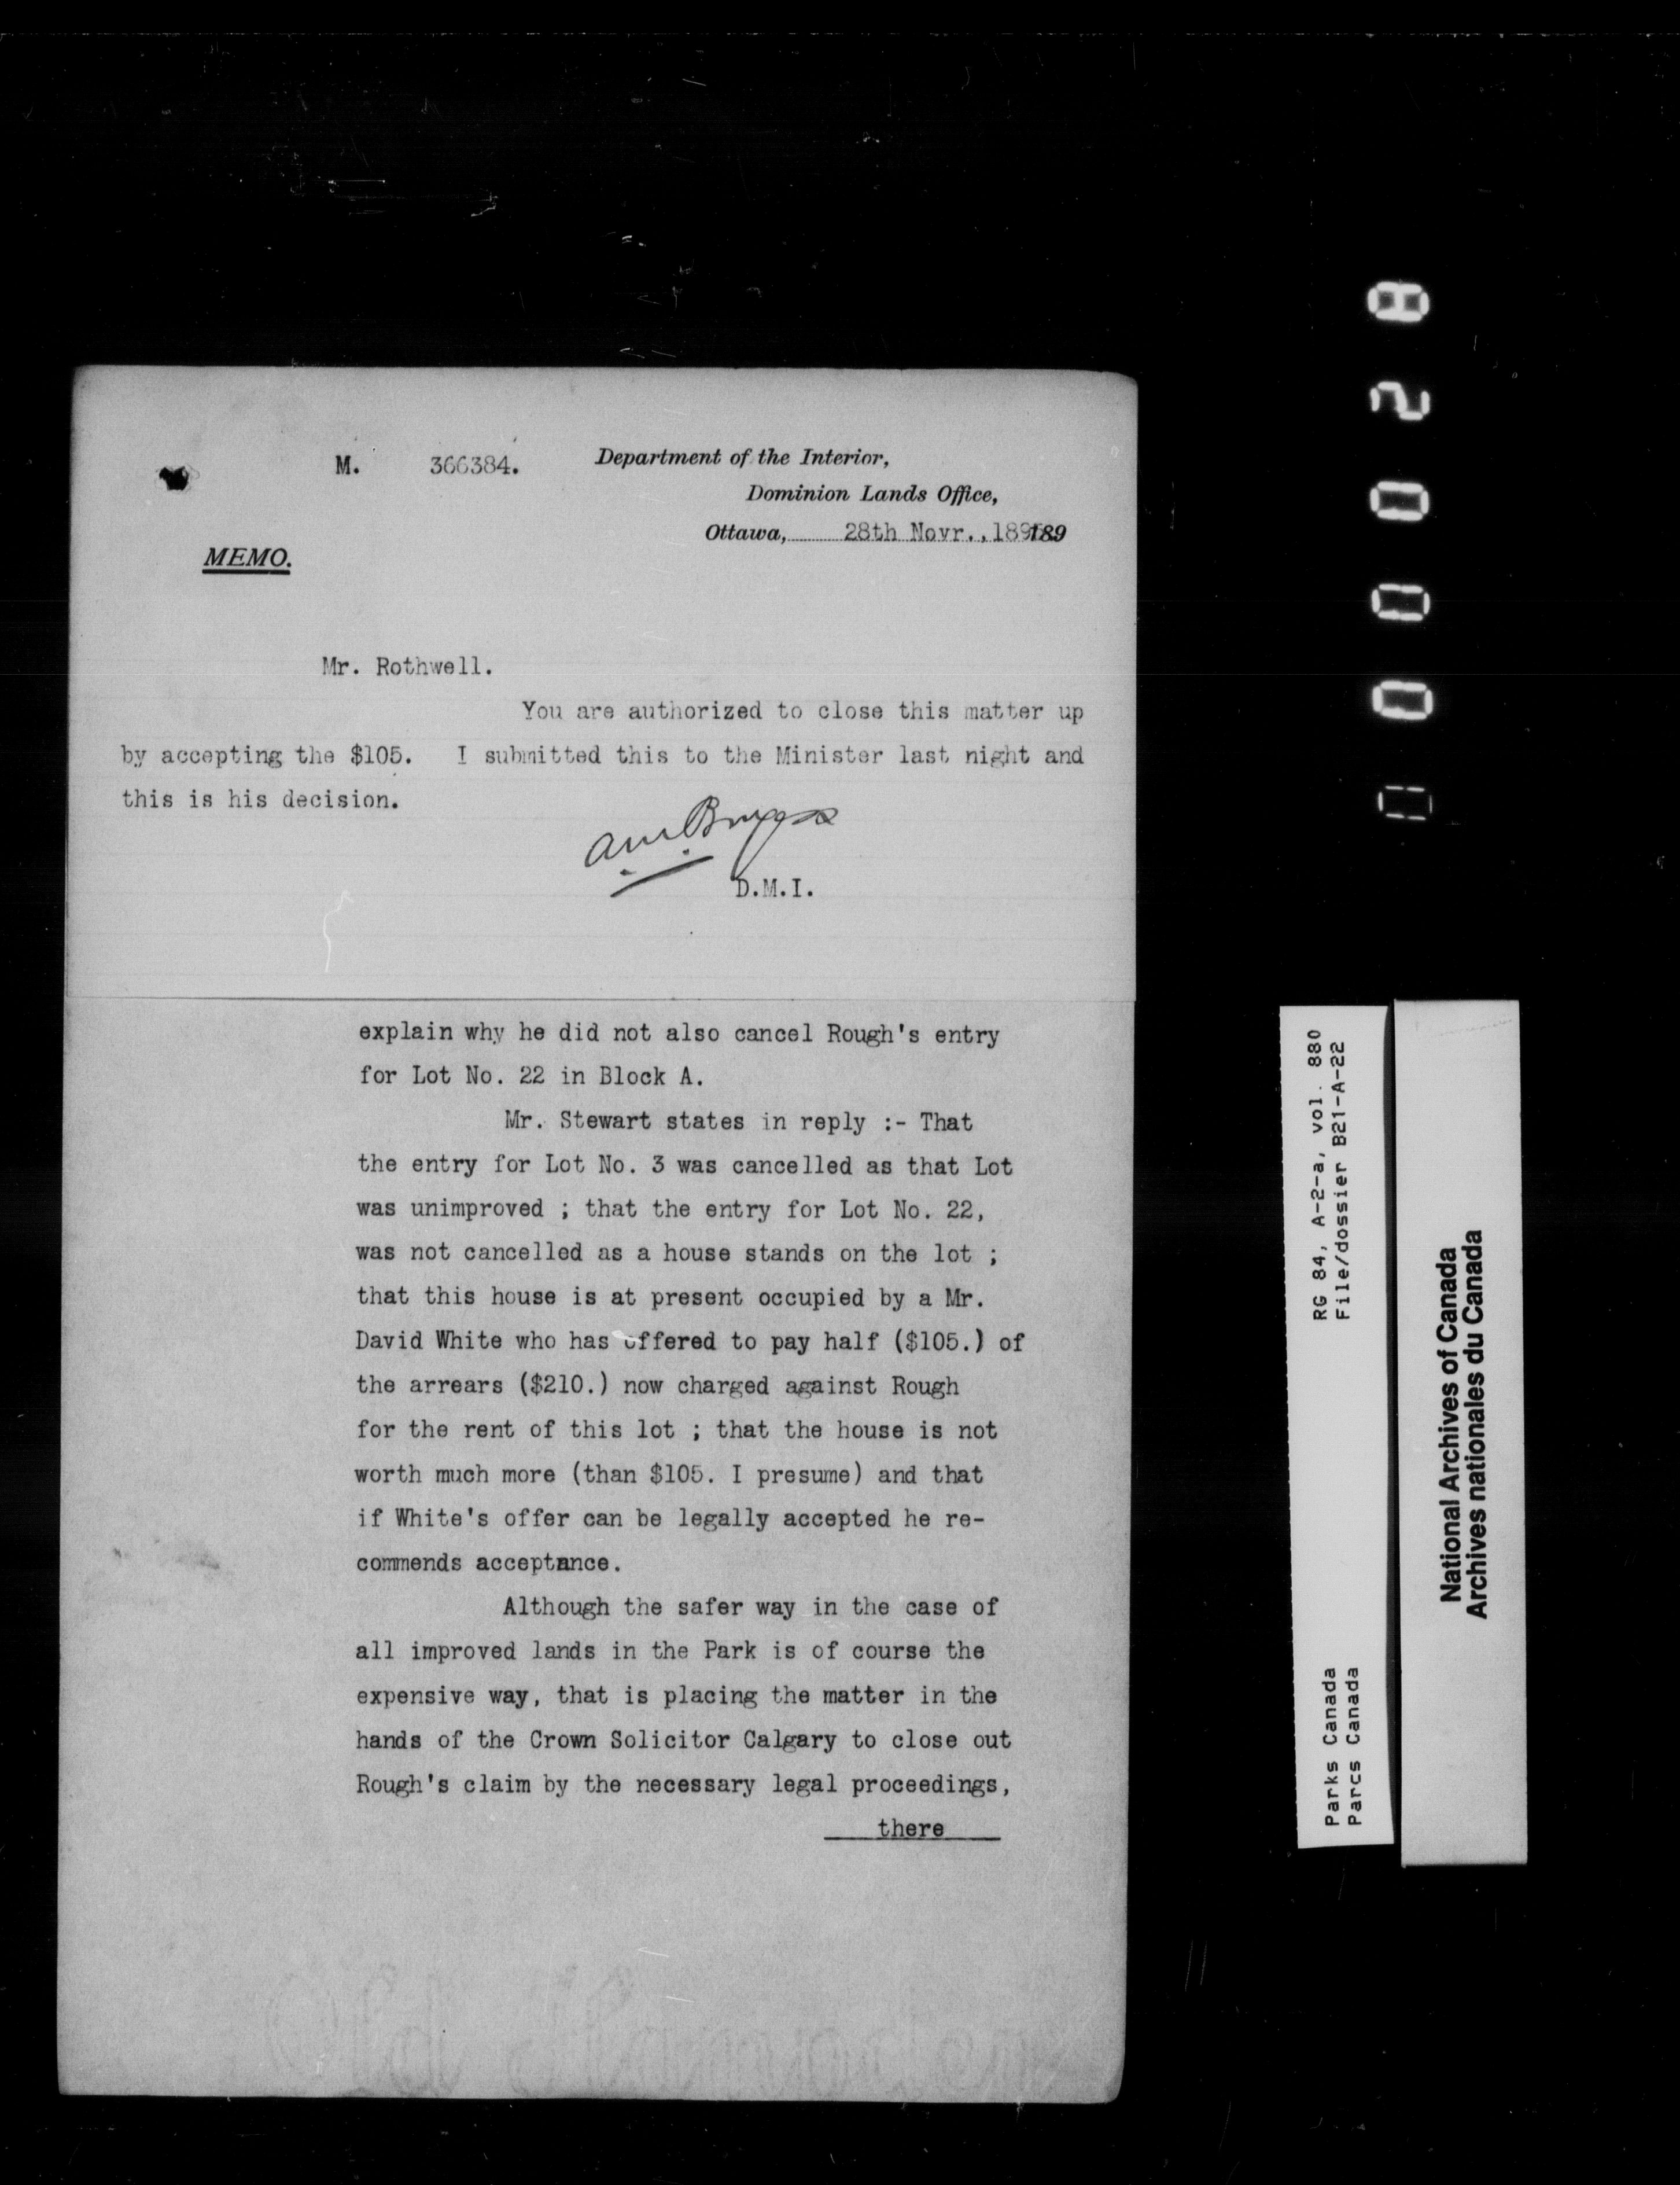 M. 366384.
Department of the Interior,
Dominion Lands Office,
Ottawa, 28th Novr., 189
MEMO.
Mr. Rothwell.
You are authorized to close this matter up
by accepting the $105. I submitted this to the Minister last night and
this is his decision.
D.M.I.
explain why he did not also cancel Rough's entry
for Lot No. 22 in Block A.
Mr. Stewart states in reply :- That
the entry for Lot No. 3 was cancelled as that Lot
was unimproved ; that the entry for Lot No. 22,
was not cancelled as a house stands on the lot ;
that this house is at present occupied by a Mr.
David White who has offered to pay half ($105.) of
the arrears ($210.) now charged against Rough
for the rent of this lot ; that the house is not
worth much more (than $105. I presume) and that
if White's offer can be legally accepted he re-
commends acceptance.
Although the safer way in the case of
all improved lands in the Park is of course the
expensive way, that is placing the matter in the
hands of the Crown Solicitor Calgary to close out
Rough's claim by the necessary legal proceedings,
there
000028
RG 84, A-2-a, vol. 880
File/dossier B21-A-22
Parks Canada
Parcs Canada
National Archives of Canada
Archives nationales du Canada